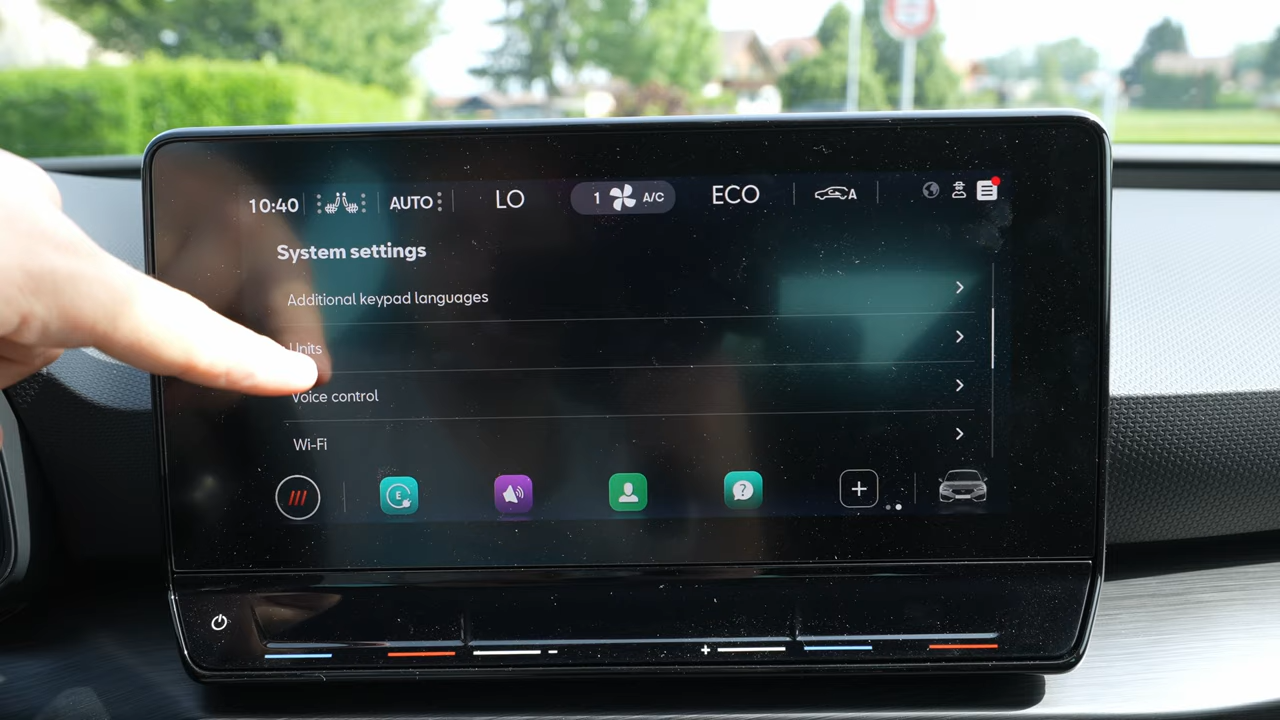 10:40 AUTO LO 1 A/C ECO A
System settings
Additional keypad languages
Units
Voice control
Wi-Fi
E ? +
- +